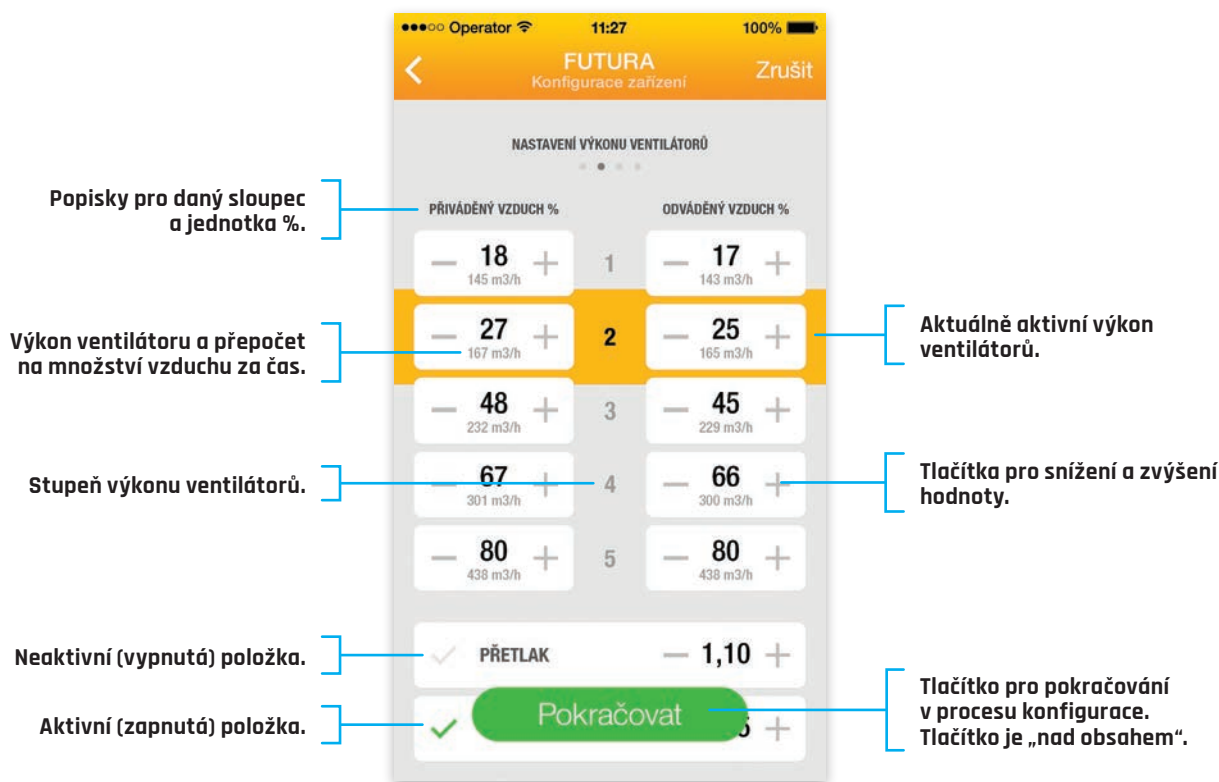 Operator 11:27 100%
FUTURA
Konfigurace zařízení
Zrušit
NASTAVENÍ VÝKONU VENTILÁTORŮ
PŘIVÁDĚNÝ VZDUCH % ODVÁDĚNÝ VZDUCH %
— 18 + 1 — 17 +
145 m3/h 143 m3/h
— 27 + 2 — 25 +
167 m3/h 165 m3/h
— 48 + 3 — 45 +
232 m3/h 229 m3/h
— 67 + 4 — 66 +
301 m3/h 300 m3/h
— 80 + 5 — 80 +
438 m3/h 438 m3/h
PŘETLAK — 1,10 +
Pokračovat +
Popisky pro daný sloupec
a jednotka %.
Výkon ventilátoru a přepočet
na množství vzduchu za čas.
Stupeň výkonu ventilátorů.
Neaktivní (vypnutá) položka.
Aktivní (zapnutá) položka.
Aktuálně aktivní výkon
ventilátorů.
Tlačítka pro snížení a zvýšení
hodnoty.
Tlačítko pro pokračování
v procesu konfigurace.
Tlačítko je „nad obsahem“.